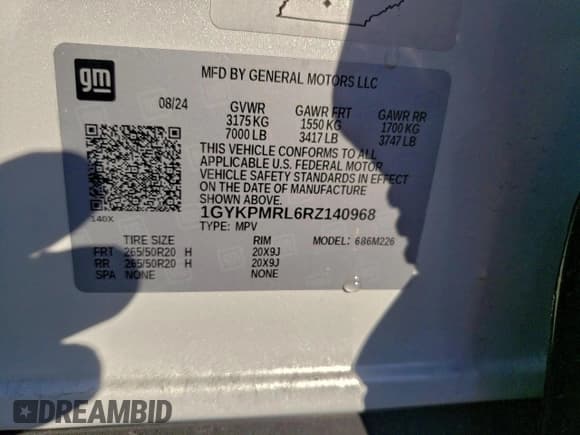 gm
MFD BY GENERAL MOTORS LLC
08/24 GVWR GAWR FRT GAWR RR
3175 KG 1550 KG 1700 KG
7000 LB 3417 LB 3747 LB
THIS VEHICLE CONFORMS TO ALL
APPLICABLE U.S. FEDERAL MOTOR
VEHICLE SAFETY STANDARDS IN EFFECT
ON THE DATE OF MANUFACTURE
SHOWN ABOVE.
140X
1GYKPMRL6RZ140968
TYPE: MPV
TIRE SIZE RIM MODEL: 686M226
FRT 265/50R20 H 20X9J
RR 265/50R20 H 20X9J
SPA NONE NONE
DREAMBID